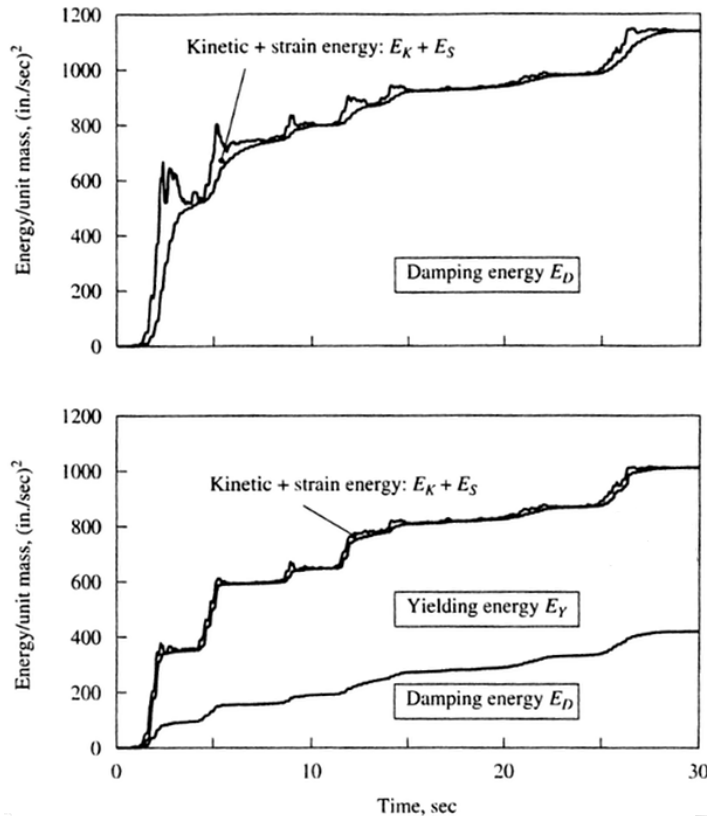 1200
1000
800
600
400
200
0
Energy/unit mass, (in./sec)²
Kinetic + strain energy: E_K + E_S
Damping energy E_D
1200
1000
800
600
400
200
0
Energy/unit mass, (in./sec)²
Kinetic + strain energy: E_K + E_S
Yielding energy E_Y
Damping energy E_D
0
10
20
30
Time, sec